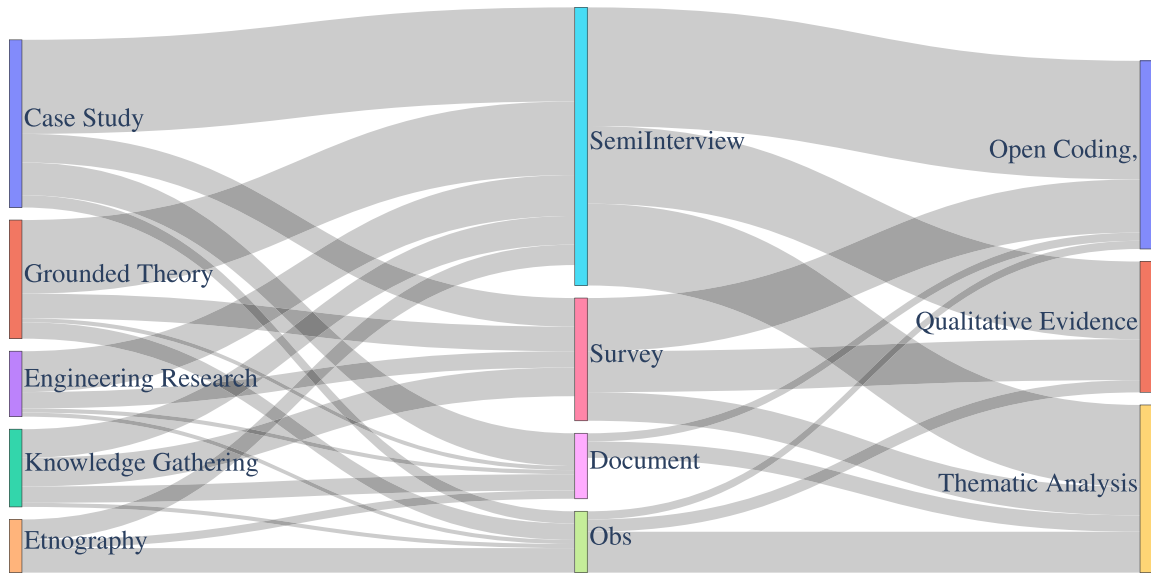 Case Study
Grounded Theory
Engineering Research
Knowledge Gathering
Etnography
SemiInterview
Survey
Document
Obs
Open Coding,
Qualitative Evidence
Thematic Analysis